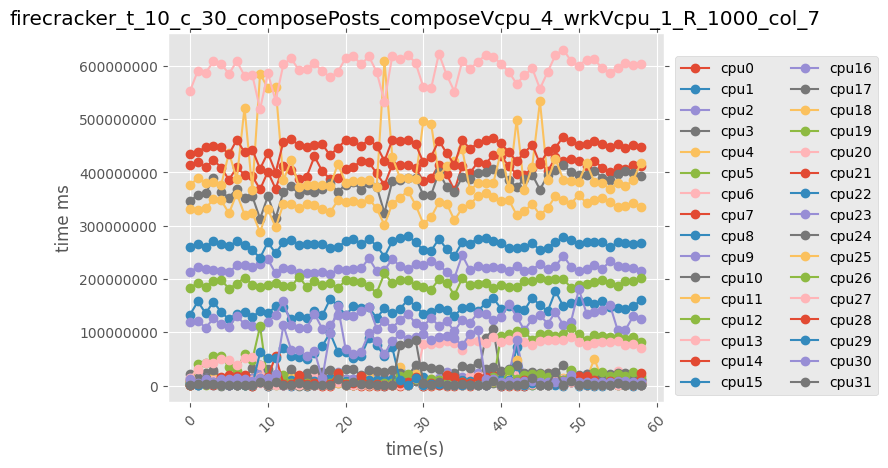 firecracker_t_10_c_30_composePosts_composeVcpu_4_wrkVcpu_1_R_1000_col_7
600000000
500000000
400000000
300000000
200000000
100000000
0
time ms
0
10
20
30
40
50
60
time(s)
cpu0
cpu1
cpu2
cpu3
cpu4
cpu5
cpu6
cpu7
cpu8
cpu9
cpu10
cpu11
cpu12
cpu13
cpu14
cpu15
cpu16
cpu17
cpu18
cpu19
cpu20
cpu21
cpu22
cpu23
cpu24
cpu25
cpu26
cpu27
cpu28
cpu29
cpu30
cpu31